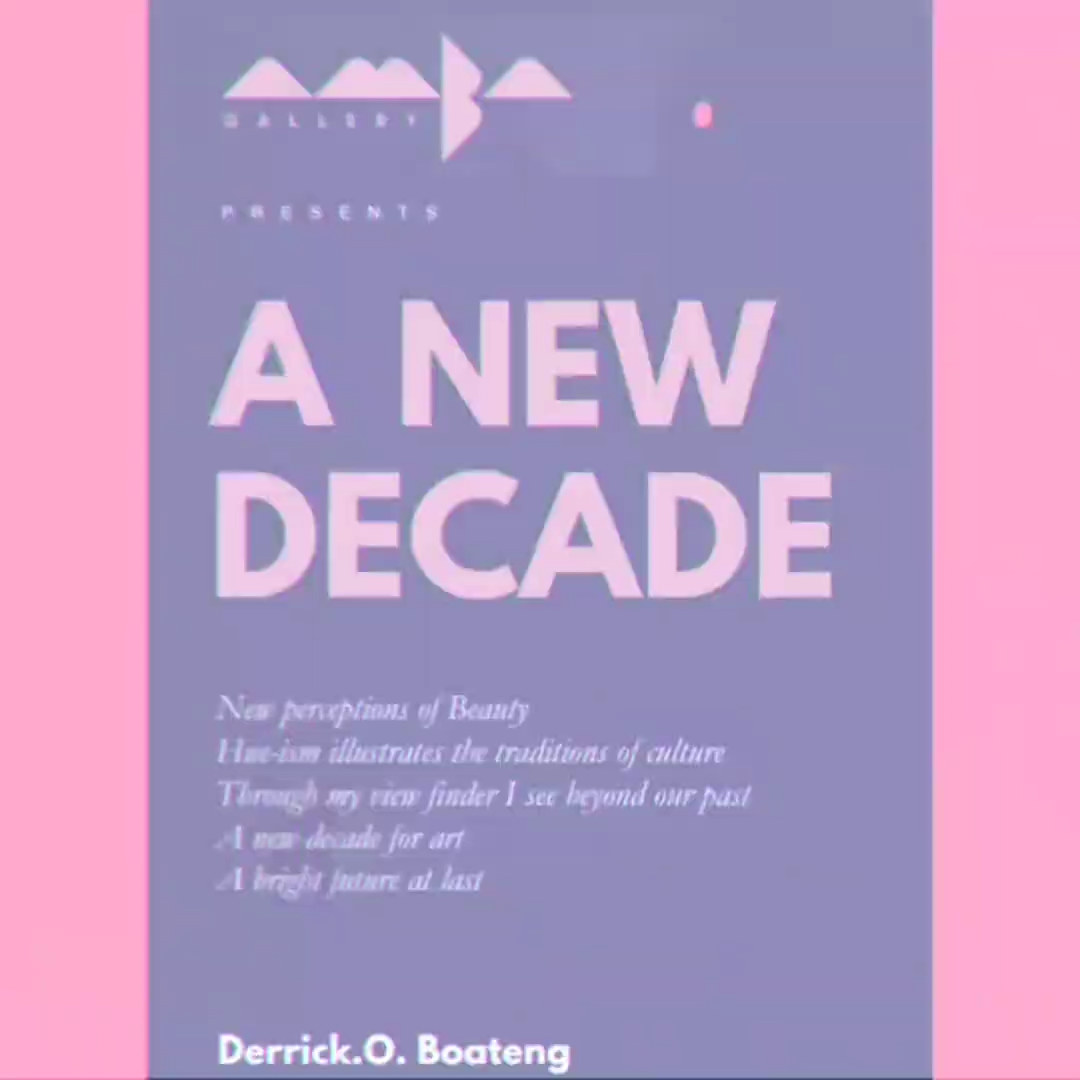 AMBA
GALLERY
PRESENTS
A NEW
DECADE
New perceptions of Beauty
Hue-ism illustrates the traditions of culture
Through my view finder I see beyond our past
A new decade for art
A bright future at last
Derrick.O. Boateng